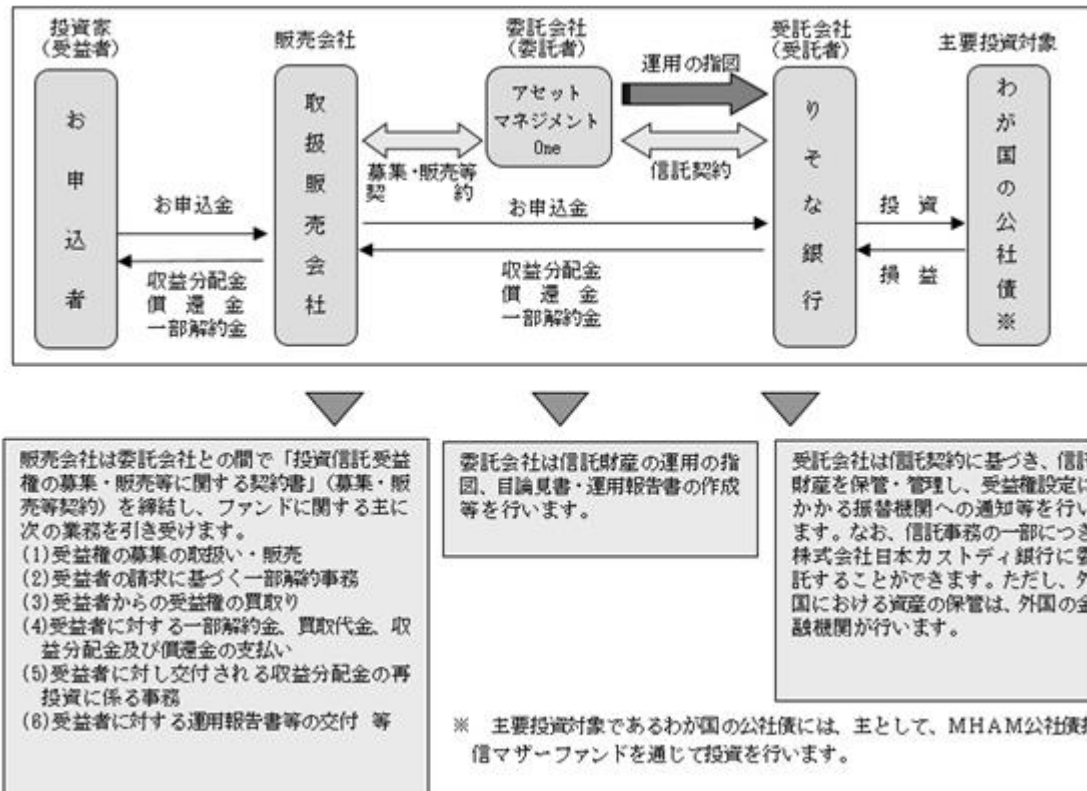 投資家
（受益者）
販売会社
委託会社
（委託者）
受託会社
（受託者）
主要投資対象
お申込者
取扱販売会社
アセット
マネジメント
One
運用の指図
りそな銀行
わが国の公社債※
募集・販売等
契　　約
信託契約
お申込金
お申込金
投　資
収益分配金
償　還　金
一部解約金
収益分配金
償　還　金
一部解約金
損　益
販売会社は委託会社との間で「投資信託受益
権の募集・販売等に関する契約書」（募集・販
売等契約）を締結し、ファンドに関する主に
次の業務を引き受けます。
(1)受益権の募集の取扱い・販売
(2)受益者の請求に基づく一部解約事務
(3)受益者からの受益権の買取り
(4)受益者に対する一部解約金、買取代金、収
益分配金及び償還金の支払い
(5)受益者に対し交付される収益分配金の再
投資に係る事務
(6)受益者に対する運用報告書等の交付　等
委託会社は信託財産の運用の指
図、目論見書・運用報告書の作成
等を行います。
受託会社は信託契約に基づき、信託
財産を保管・管理し、受益権設定に
かかる振替機関への通知等を行い
ます。なお、信託事務の一部につき
株式会社日本カストディ銀行に委
託することができます。ただし、外
国における資産の保管は、外国の金
融機関が行います。
※　主要投資対象であるわが国の公社債には、主として、MHAM公社債投
信マザーファンドを通じて投資を行います。